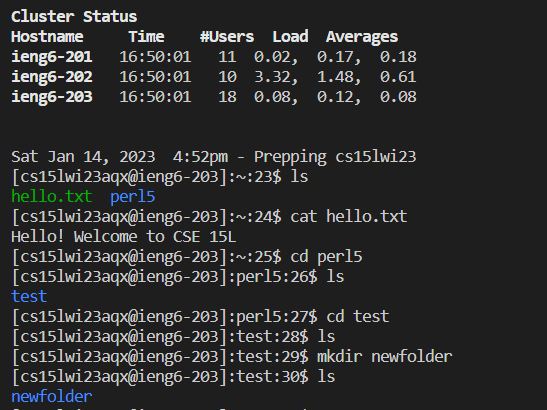 Cluster Status
Hostname     Time    #Users  Load  Averages
ieng6-201   16:50:01   11  0.02,  0.17,  0.18
ieng6-202   16:50:01   10  3.32,  1.48,  0.61
ieng6-203   16:50:01   18  0.08,  0.12,  0.08
Sat Jan 14, 2023  4:52pm - Prepping cs15lwi23
[cs15lwi23aqx@ieng6-203]:~:23$ ls
hello.txt  perl5
[cs15lwi23aqx@ieng6-203]:~:24$ cat hello.txt
Hello! Welcome to CSE 15L
[cs15lwi23aqx@ieng6-203]:~:25$ cd perl5
[cs15lwi23aqx@ieng6-203]:perl5:26$ ls
test
[cs15lwi23aqx@ieng6-203]:perl5:27$ cd test
[cs15lwi23aqx@ieng6-203]:test:28$ ls
[cs15lwi23aqx@ieng6-203]:test:29$ mkdir newfolder
[cs15lwi23aqx@ieng6-203]:test:30$ ls
newfolder